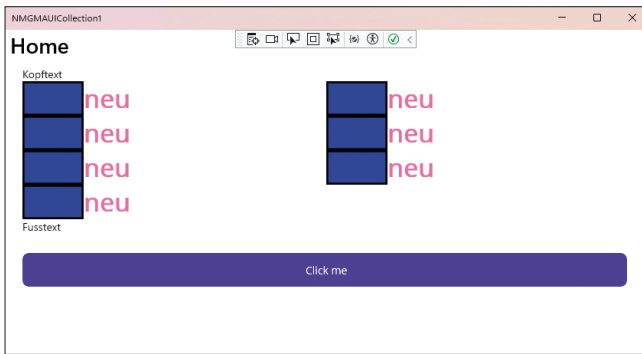 NMGMAUICollection1
Home
Kopftext
neu neu
neu neu
neu neu
neu
Fusstext
Click me